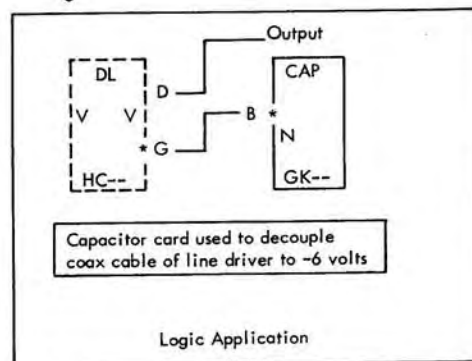 Output
DL
CAP
D
V V
B *
* G
N
HC--
GK--
Capacitor card used to decouple
coax cable of line driver to -6 volts
Logic Application